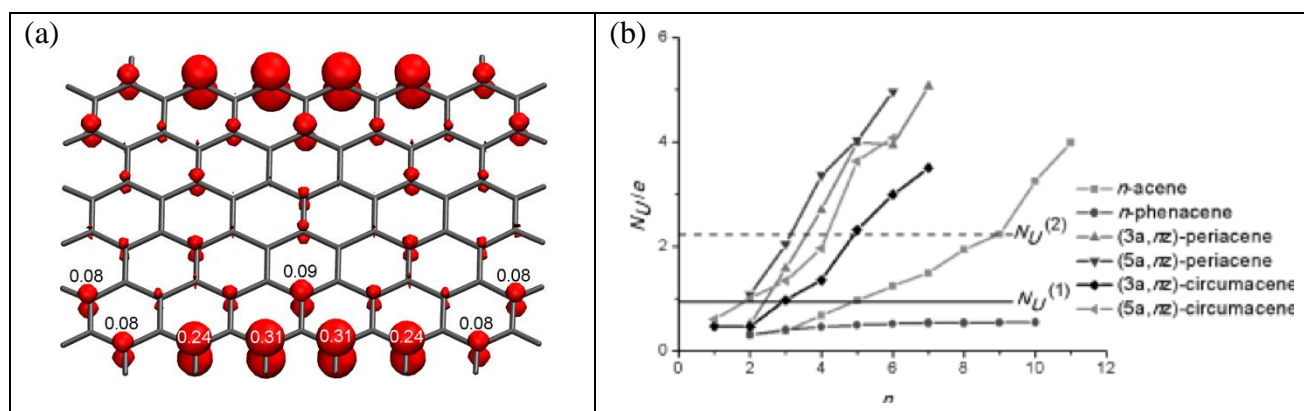 (a)
0.08
0.09
0.08
0.08
0.24
0.31
0.31
0.24
0.08
(b)
6
4
2
0
N_U/e
0
2
4
6
8
10
12
n
N_U^(2)
N_U^(1)
n-acene
n-phenacene
(3a,nz)-periacene
(5a,nz)-periacene
(3a,nz)-circumacene
(5a,nz)-circumacene